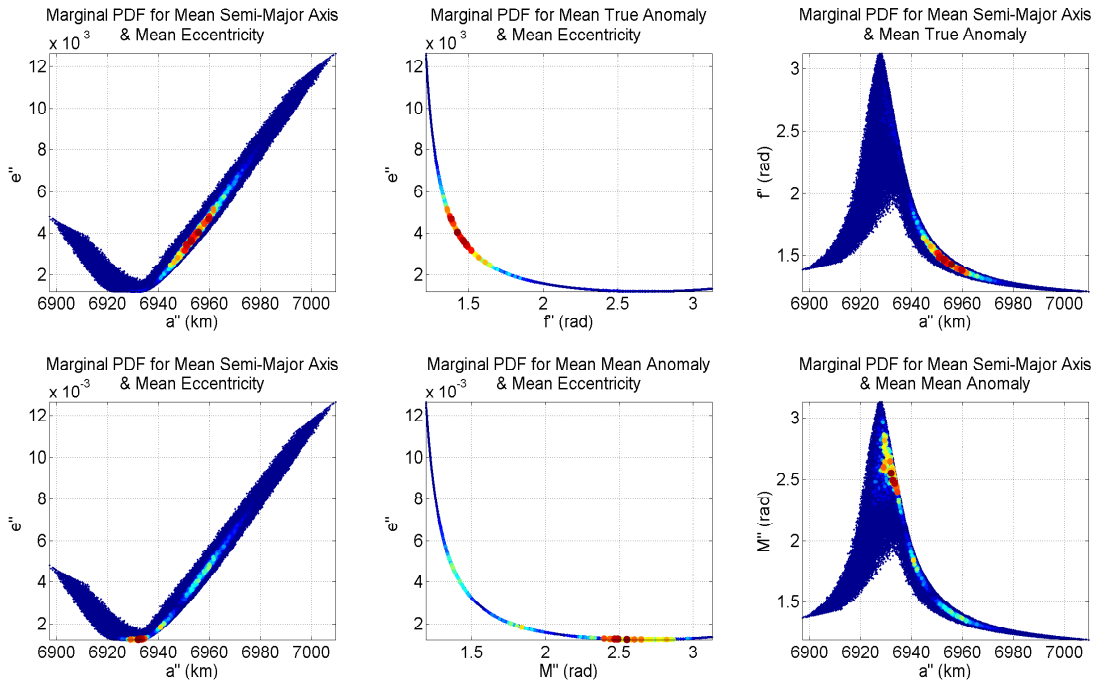 Marginal PDF for Mean Semi-Major Axis
& Mean Eccentricity
x 10⁻³
12
10
8
6
4
2
e''
6900 6920 6940 6960 6980 7000
a'' (km)
Marginal PDF for Mean True Anomaly
& Mean Eccentricity
x 10⁻³
12
10
8
6
4
2
e''
1.5 2 2.5 3
f'' (rad)
Marginal PDF for Mean Semi-Major Axis
& Mean True Anomaly
3
2.5
2
1.5
f'' (rad)
6900 6920 6940 6960 6980 7000
a'' (km)
Marginal PDF for Mean Semi-Major Axis
& Mean Eccentricity
x 10⁻³
12
10
8
6
4
2
e''
6900 6920 6940 6960 6980 7000
a'' (km)
Marginal PDF for Mean Mean Anomaly
& Mean Eccentricity
x 10⁻³
12
10
8
6
4
2
e''
1.5 2 2.5 3
M'' (rad)
Marginal PDF for Mean Semi-Major Axis
& Mean Mean Anomaly
3
2.5
2
1.5
M'' (rad)
6900 6920 6940 6960 6980 7000
a'' (km)